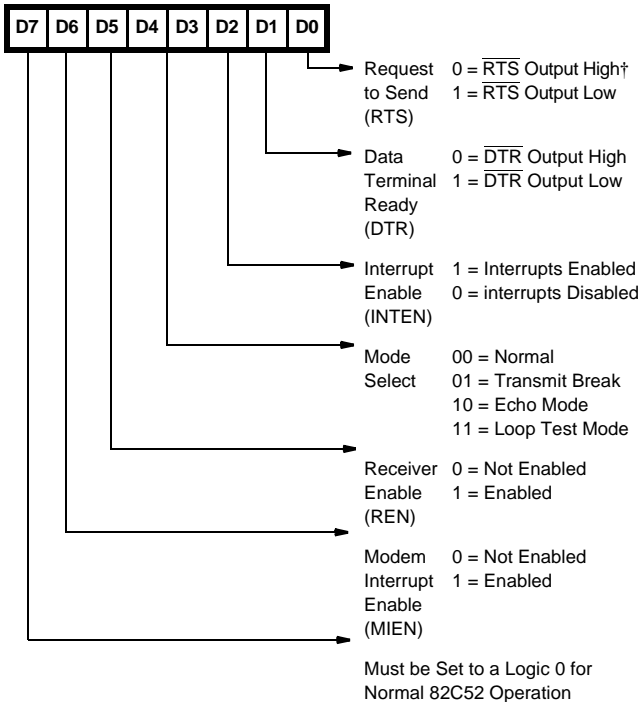 D7 D6 D5 D4 D3 D2 D1 D0
Request 0 = RTS Output High†
to Send 1 = RTS Output Low
(RTS)
Data 0 = DTR Output High
Terminal 1 = DTR Output Low
Ready
(DTR)
Interrupt 1 = Interrupts Enabled
Enable 0 = interrupts Disabled
(INTEN)
Mode 00 = Normal
Select 01 = Transmit Break
10 = Echo Mode
11 = Loop Test Mode
Receiver 0 = Not Enabled
Enable 1 = Enabled
(REN)
Modem 0 = Not Enabled
Interrupt 1 = Enabled
Enable
(MIEN)
Must be Set to a Logic 0 for
Normal 82C52 Operation